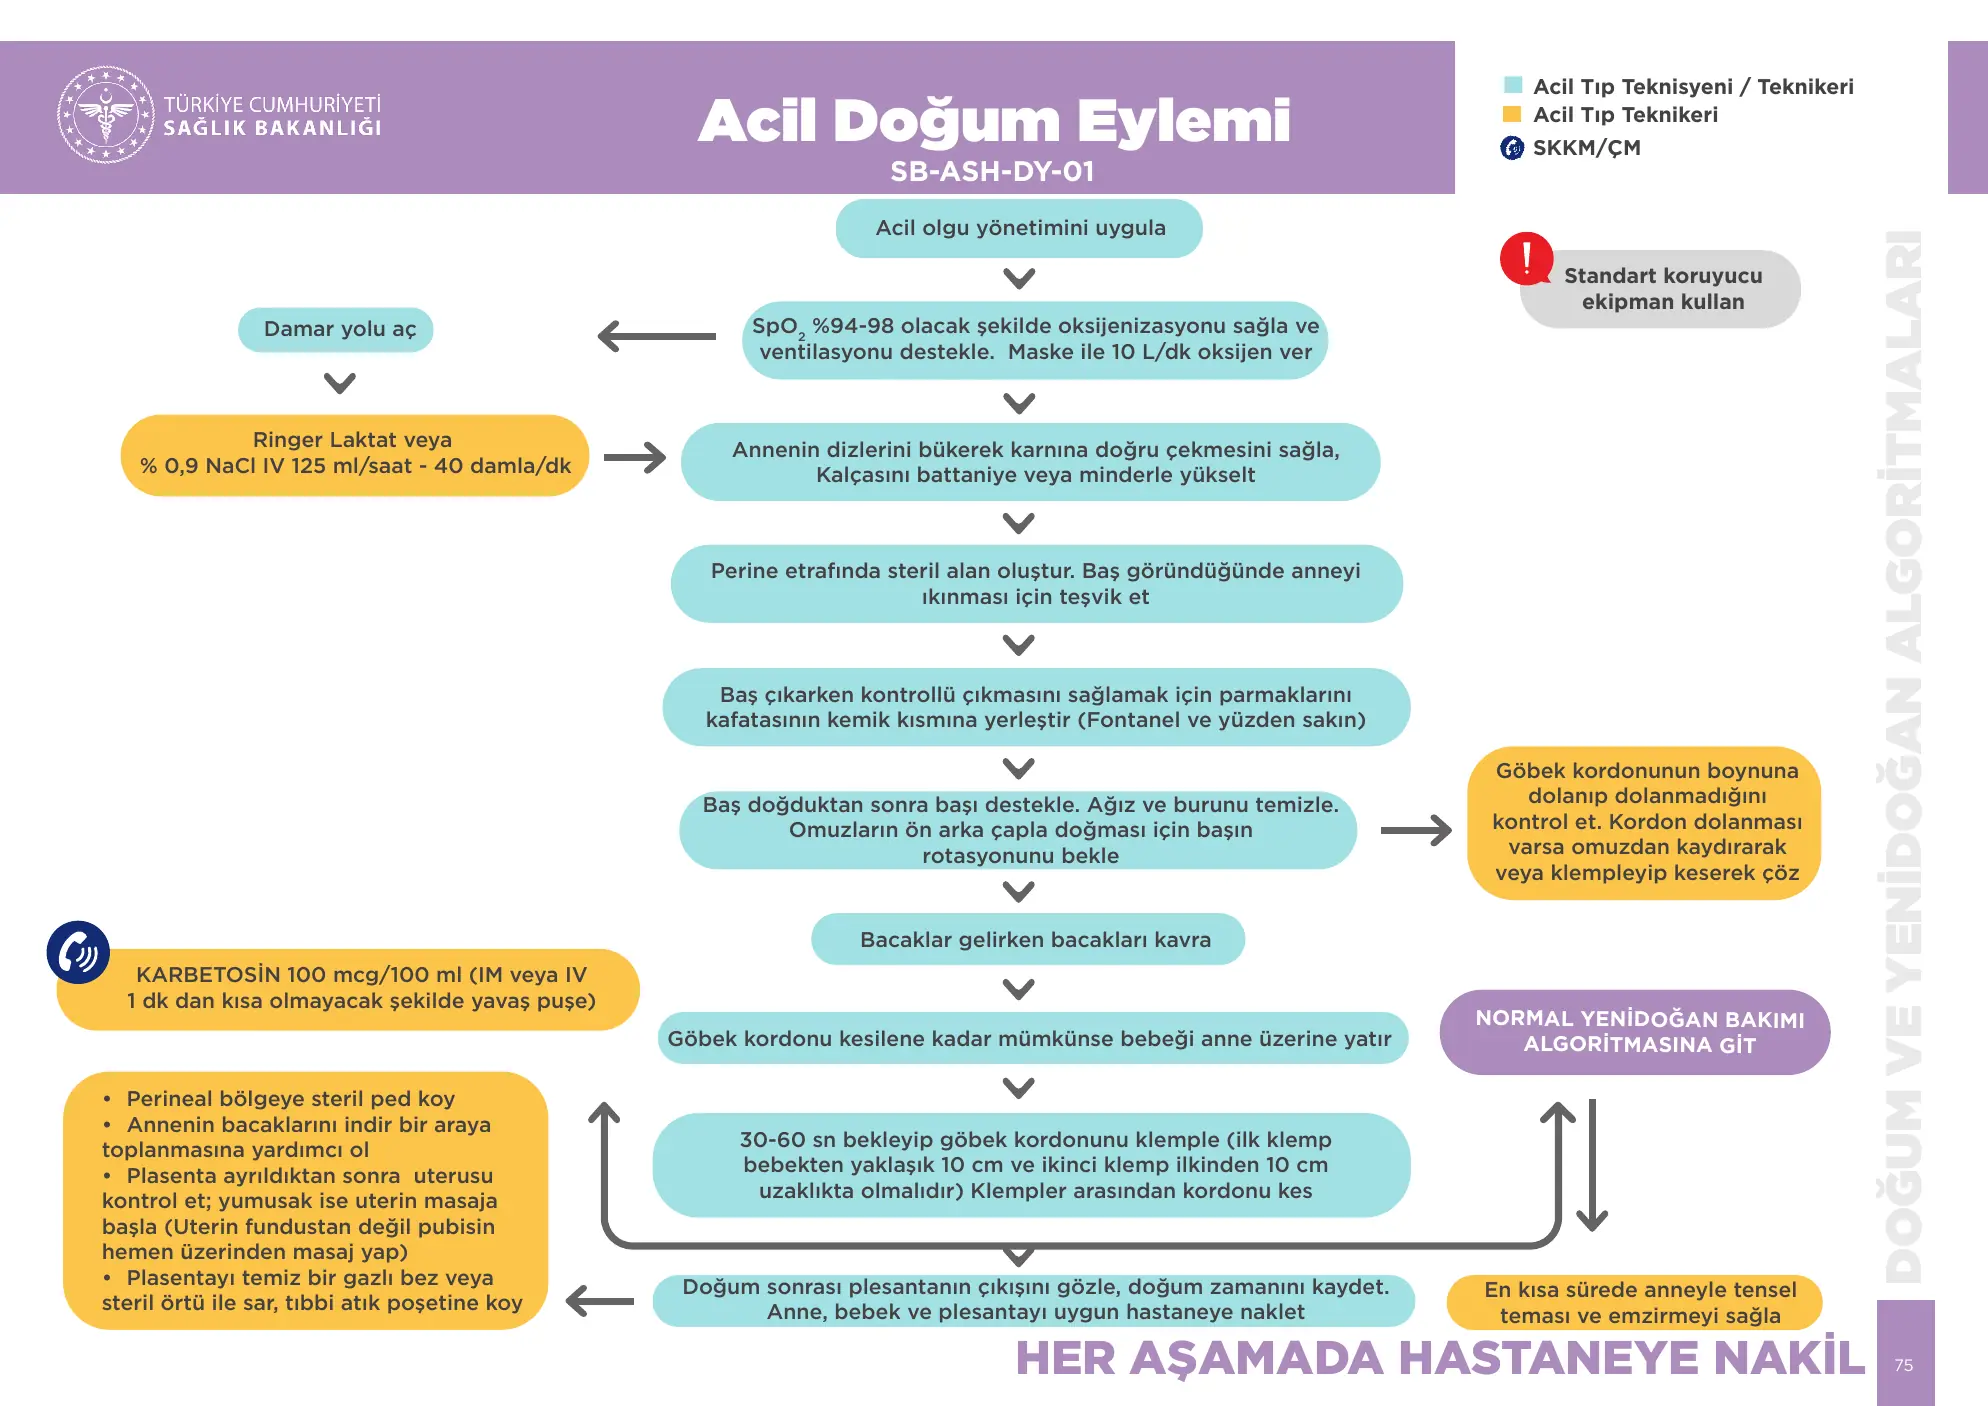 TÜRKİYE CUMHURİYETİ
SAĞLIK BAKANLIĞI
Acil Doğum Eylemi
SB-ASH-DY-01
Acil Tıp Teknisyeni / Teknikeri
Acil Tıp Teknikeri
SKKM/ÇM
Acil olgu yönetimini uygula
!
Standart koruyucu
ekipman kullan
SpO2 %94-98 olacak şekilde oksijenizasyonu sağla ve
ventilasyonu destekle. Maske ile 10 L/dk oksijen ver
Damar yolu aç
Ringer Laktat veya
% 0,9 NaCl IV 125 ml/saat - 40 damla/dk
Annenin dizlerini bükerek karnına doğru çekmesini sağla,
Kalçasını battaniye veya minderle yükselt
Perine etrafında steril alan oluştur. Baş göründüğünde anneyi
ıkınması için teşvik et
Baş çıkarken kontrollü çıkmasını sağlamak için parmaklarını
kafatasının kemik kısmına yerleştir (Fontanel ve yüzden sakın)
Baş doğduktan sonra başı destekle. Ağız ve burunu temizle.
Omuzların ön arka çapla doğması için başın
rotasyonunu bekle
Göbek kordonunun boynuna
dolanıp dolanmadığını
kontrol et. Kordon dolanması
varsa omuzdan kaydırarak
veya klempleyip keserek çöz
Bacaklar gelirken bacakları kavra
KARBETOSİN 100 mcg/100 ml (IM veya IV
1 dk dan kısa olmayacak şekilde yavaş puşe)
Göbek kordonu kesilene kadar mümkünse bebeği anne üzerine yatır
NORMAL YENİDOĞAN BAKIMI
ALGORİTMASINA GİT
30-60 sn bekleyip göbek kordonunu klemple (ilk klemp
bebekten yaklaşık 10 cm ve ikinci klemp ilkinden 10 cm
uzaklıkta olmalıdır) Klempler arasından kordonu kes
• Perineal bölgeye steril ped koy
• Annenin bacaklarını indir bir araya
toplanmasına yardımcı ol
• Plasenta ayrıldıktan sonra uterusu
kontrol et; yumusak ise uterin masaja
başla (Uterin fundustan değil pubisin
hemen üzerinden masaj yap)
• Plasentayı temiz bir gazlı bez veya
steril örtü ile sar, tıbbi atık poşetine koy
Doğum sonrası plesantanın çıkışını gözle, doğum zamanını kaydet.
Anne, bebek ve plesantayı uygun hastaneye naklet
En kısa sürede anneyle tensel
teması ve emzirmeyi sağla
HER AŞAMADA HASTANEYE NAKİL
DOĞUM VE YENİDOĞAN ALGORİTMALARI
75